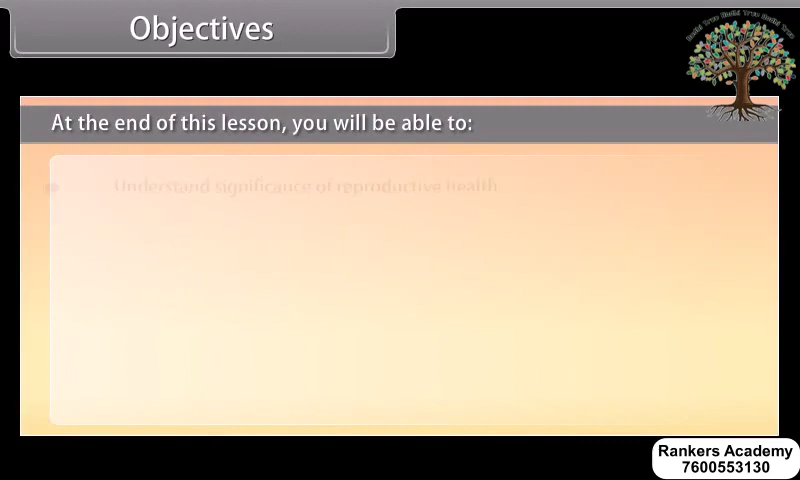 Objectives
At the end of this lesson, you will be able to:
Understand significance of reproductive health
Rankers Academy
7600553130